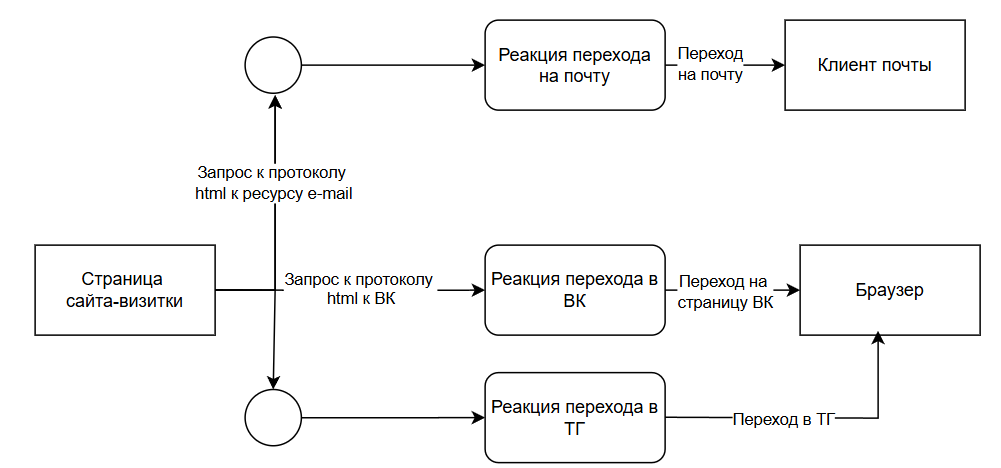 Реакция перехода
на почту
Переход
на почту
Клиент почты
Запрос к протоколу
html к ресурсу e-mail
Страница
сайта-визитки
Запрос к протоколу
html к ВК
Реакция перехода в
ВК
Переход на
страницу ВК
Браузер
Реакция перехода в
ТГ
Переход в ТГ